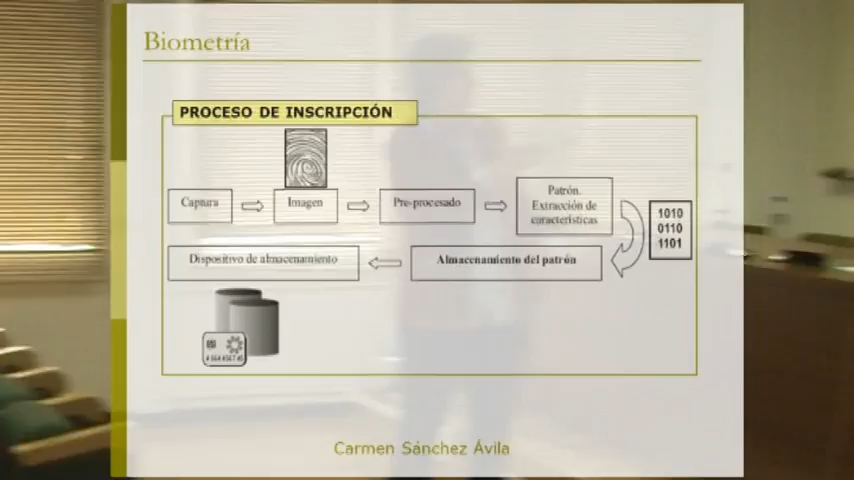 Biometría
PROCESO DE INSCRIPCIÓN
Captura
Imagen
Pre-procesado
Patrón.
Extracción de
características
1010
0110
1101
Dispositivo de almacenamiento
Almacenamiento del patrón
Carmen Sánchez Ávila